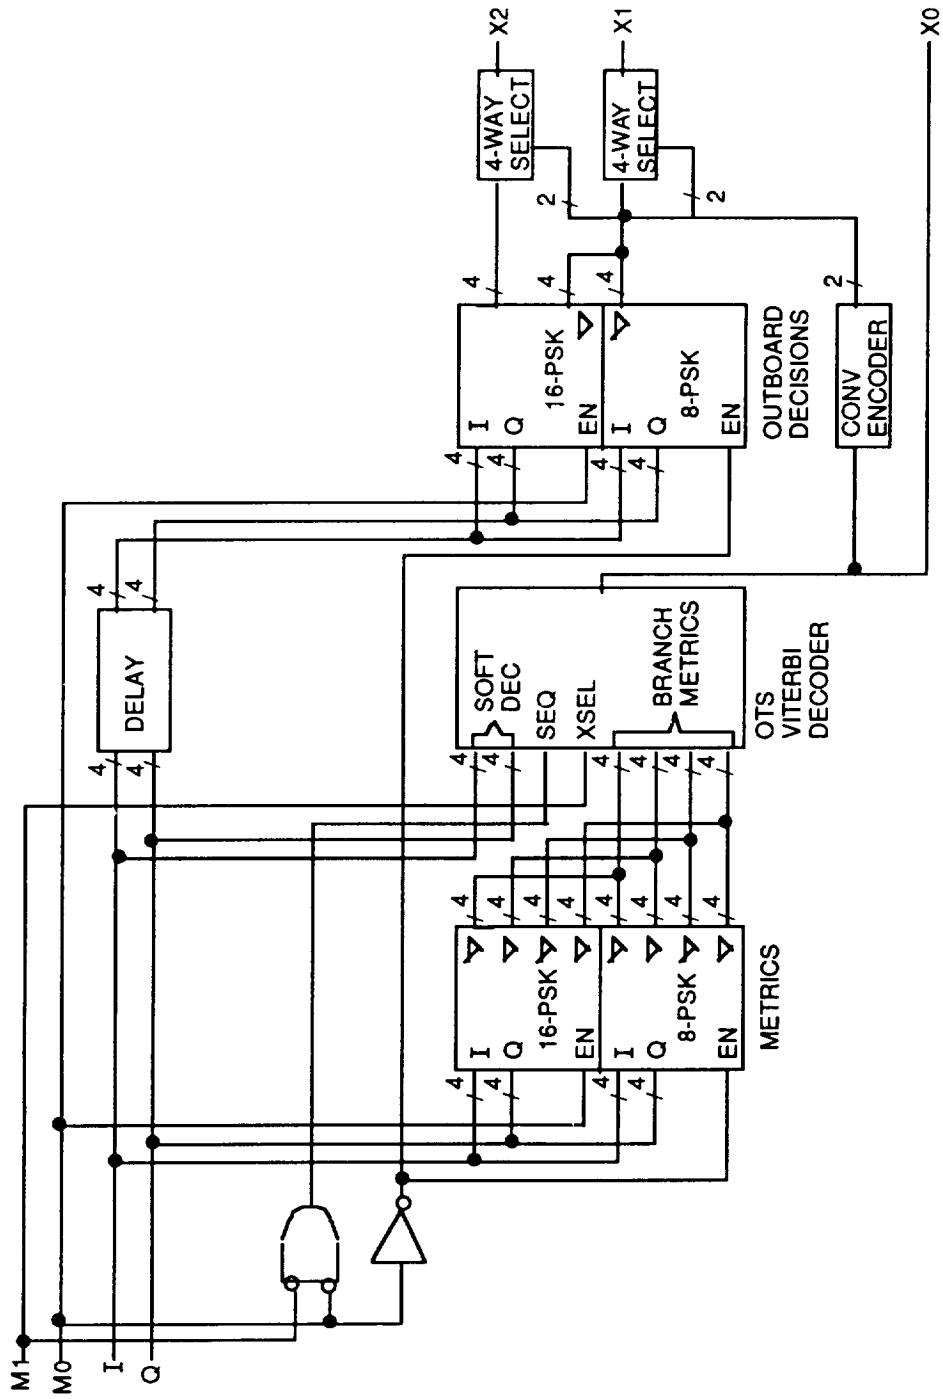 M1
M0
I
Q
4
4
DELAY
4
4
4
4
4
4
I
Q
16-PSK
EN
I
Q
8-PSK
EN
METRICS
4
4
4
4
4
4
4
4
4
4
4
4
4
4
SOFT
DEC
SEQ
XSEL
BRANCH
METRICS
OTS
VITERBI
DECODER
4
4
4
4
I
Q
16-PSK
EN
I
Q
8-PSK
EN
OUTBOARD
DECISIONS
4
4
4
CONV
ENCODER
2
2
2
4-WAY
SELECT
4-WAY
SELECT
X2
X1
X0